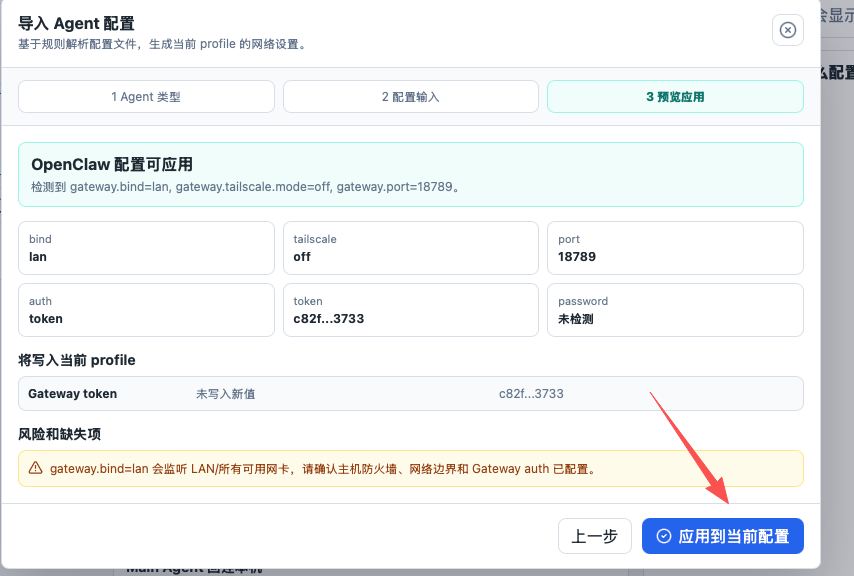 导入 Agent 配置
基于规则解析配置文件，生成当前 profile 的网络设置。
会显示
1 Agent 类型
2 配置输入
3 预览应用
么配置
OpenClaw 配置可应用
检测到 gateway.bind=lan, gateway.tailscale.mode=off, gateway.port=18789。
bind
lan
tailscale
off
port
18789
auth
token
token
c82f...3733
password
未检测
将写入当前 profile
Gateway token 未写入新值 c82f...3733
风险和缺失项
gateway.bind=lan 会监听 LAN/所有可用网卡，请确认主机防火墙、网络边界和 Gateway auth 已配置。
上一步
应用到当前配置